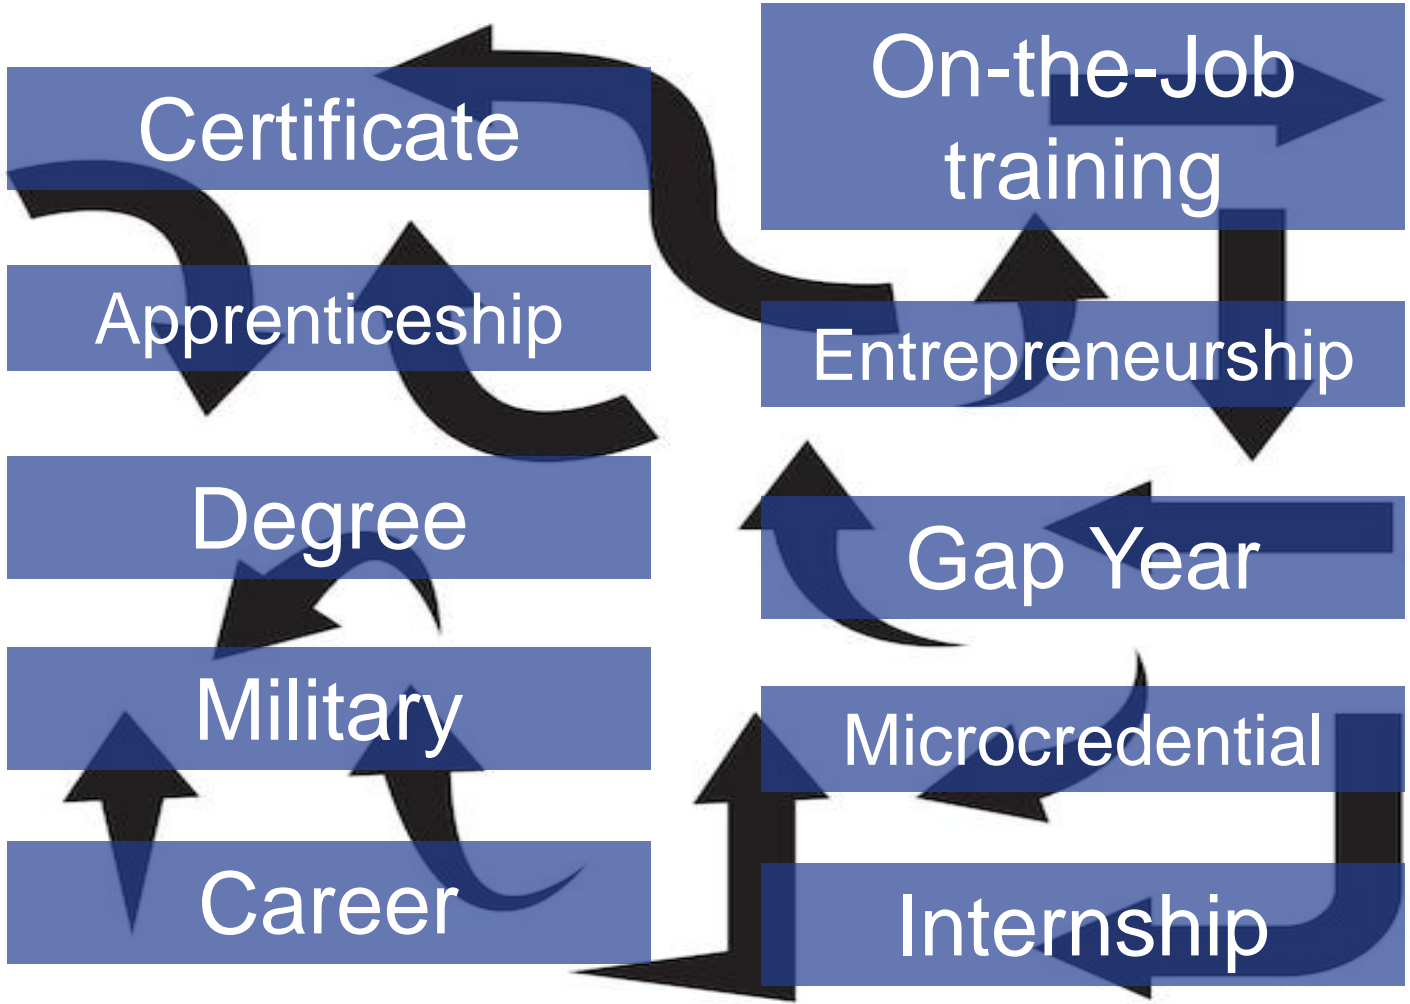 Certificate
Apprenticeship
Degree
Military
Career
On-the-Job
training
Entrepreneurship
Gap Year
Microcredential
Internship